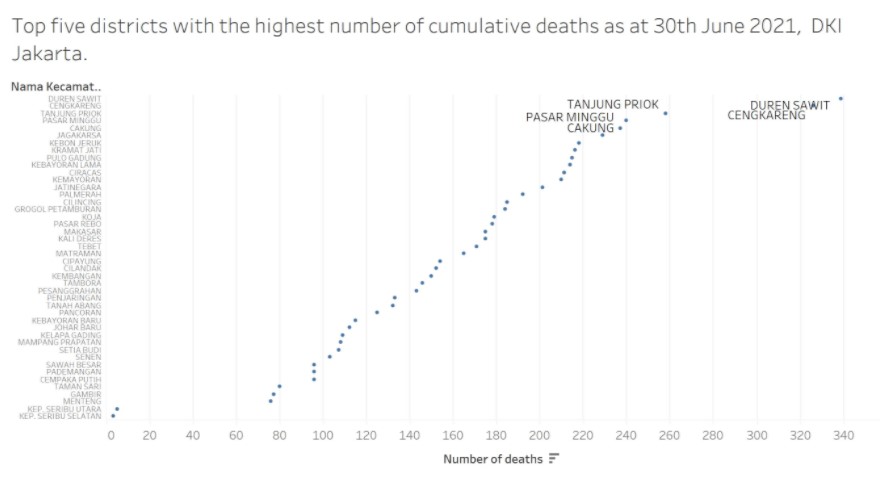 Top five districts with the highest number of cumulative deaths as at 30th June 2021, DKI
Jakarta.
Nama Kecamat..
DUREN SAWIT
CENGKARENG
TANJUNG PRIOK
PASAR MINGGU
CAKUNG
JAGAKARSA
KEBON JERUK
KRAMAT JATI
PULO GADUNG
KEBAYORAN LAMA
CIRACAS
KEMAYORAN
JATINEGARA
PALMERAH
CILINCING
GROGOL PETAMBURAN
KOJA
PASAR REBO
MAKASAR
KALI DERES
TEBET
MATRAMAN
CIPAYUNG
CILANDAK
KEMBANGAN
TAMBORA
PESANGGRAHAN
PENJARINGAN
TANAH ABANG
PANCORAN
KEBAYORAN BARU
JOHAR BARU
KELAPA GADING
MAMPANG PRAPATAN
SETIA BUDI
SENEN
SAWAH BESAR
PADEMANGAN
CEMPAKA PUTIH
TAMAN SARI
GAMBIR
MENTENG
KEP. SERIBU UTARA
KEP. SERIBU SELATAN
TANJUNG PRIOK
DUREN SAWIT
PASAR MINGGU
CENGKARENG
CAKUNG
0 20 40 60 80 100 120 140 160 180 200 220 240 260 280 300 320 340
Number of deaths